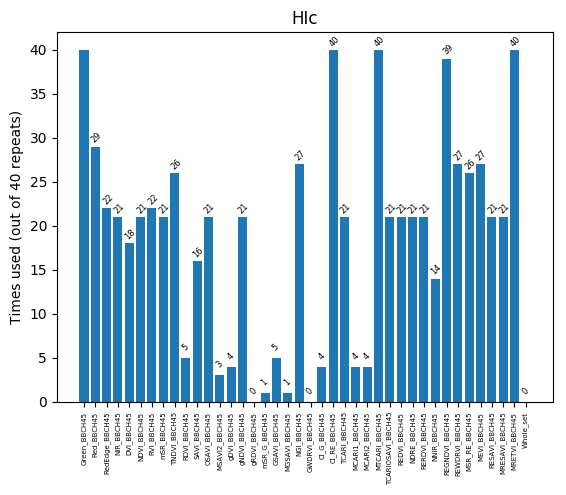 HIc
Times used (out of 40 repeats)
40
35
30
25
20
15
10
5
0
29
22
21
18
21
22
21
26
5
16
21
3
4
21
0
1
5
1
27
0
4
40
21
4
4
40
21
21
21
21
14
39
27
26
27
21
21
40
0
Green_BBCH45
Red_BBCH45
RedEdge_BBCH45
NIR_BBCH45
DVI_BBCH45
NDVI_BBCH45
RVI_BBCH45
mSR_BBCH45
TNDVI_BBCH45
RDVI_BBCH45
SAVI_BBCH45
OSAVI_BBCH45
MSAVI2_BBCH45
gDVI_BBCH45
gNDVI_BBCH45
gRDVI_BBCH45
mSR_G_BBCH45
GSAVI_BBCH45
MGSAVI_BBCH45
NGI_BBCH45
GWDRVI_BBCH45
CI_G_BBCH45
CI_RE_BBCH45
TCARI_BBCH45
MCARI1_BBCH45
MCARI2_BBCH45
MTCARI_BBCH45
TCARIOSAVI_BBCH45
REDVI_BBCH45
NDRE_BBCH45
RERDVI_BBCH45
NNIR_BBCH45
REGNDVI_BBCH45
REWDRVI_BBCH45
MSR_RE_BBCH45
MEVI_BBCH45
RESAVI_BBCH45
MRESAVI_BBCH45
MRETVI_BBCH45
Whole_set